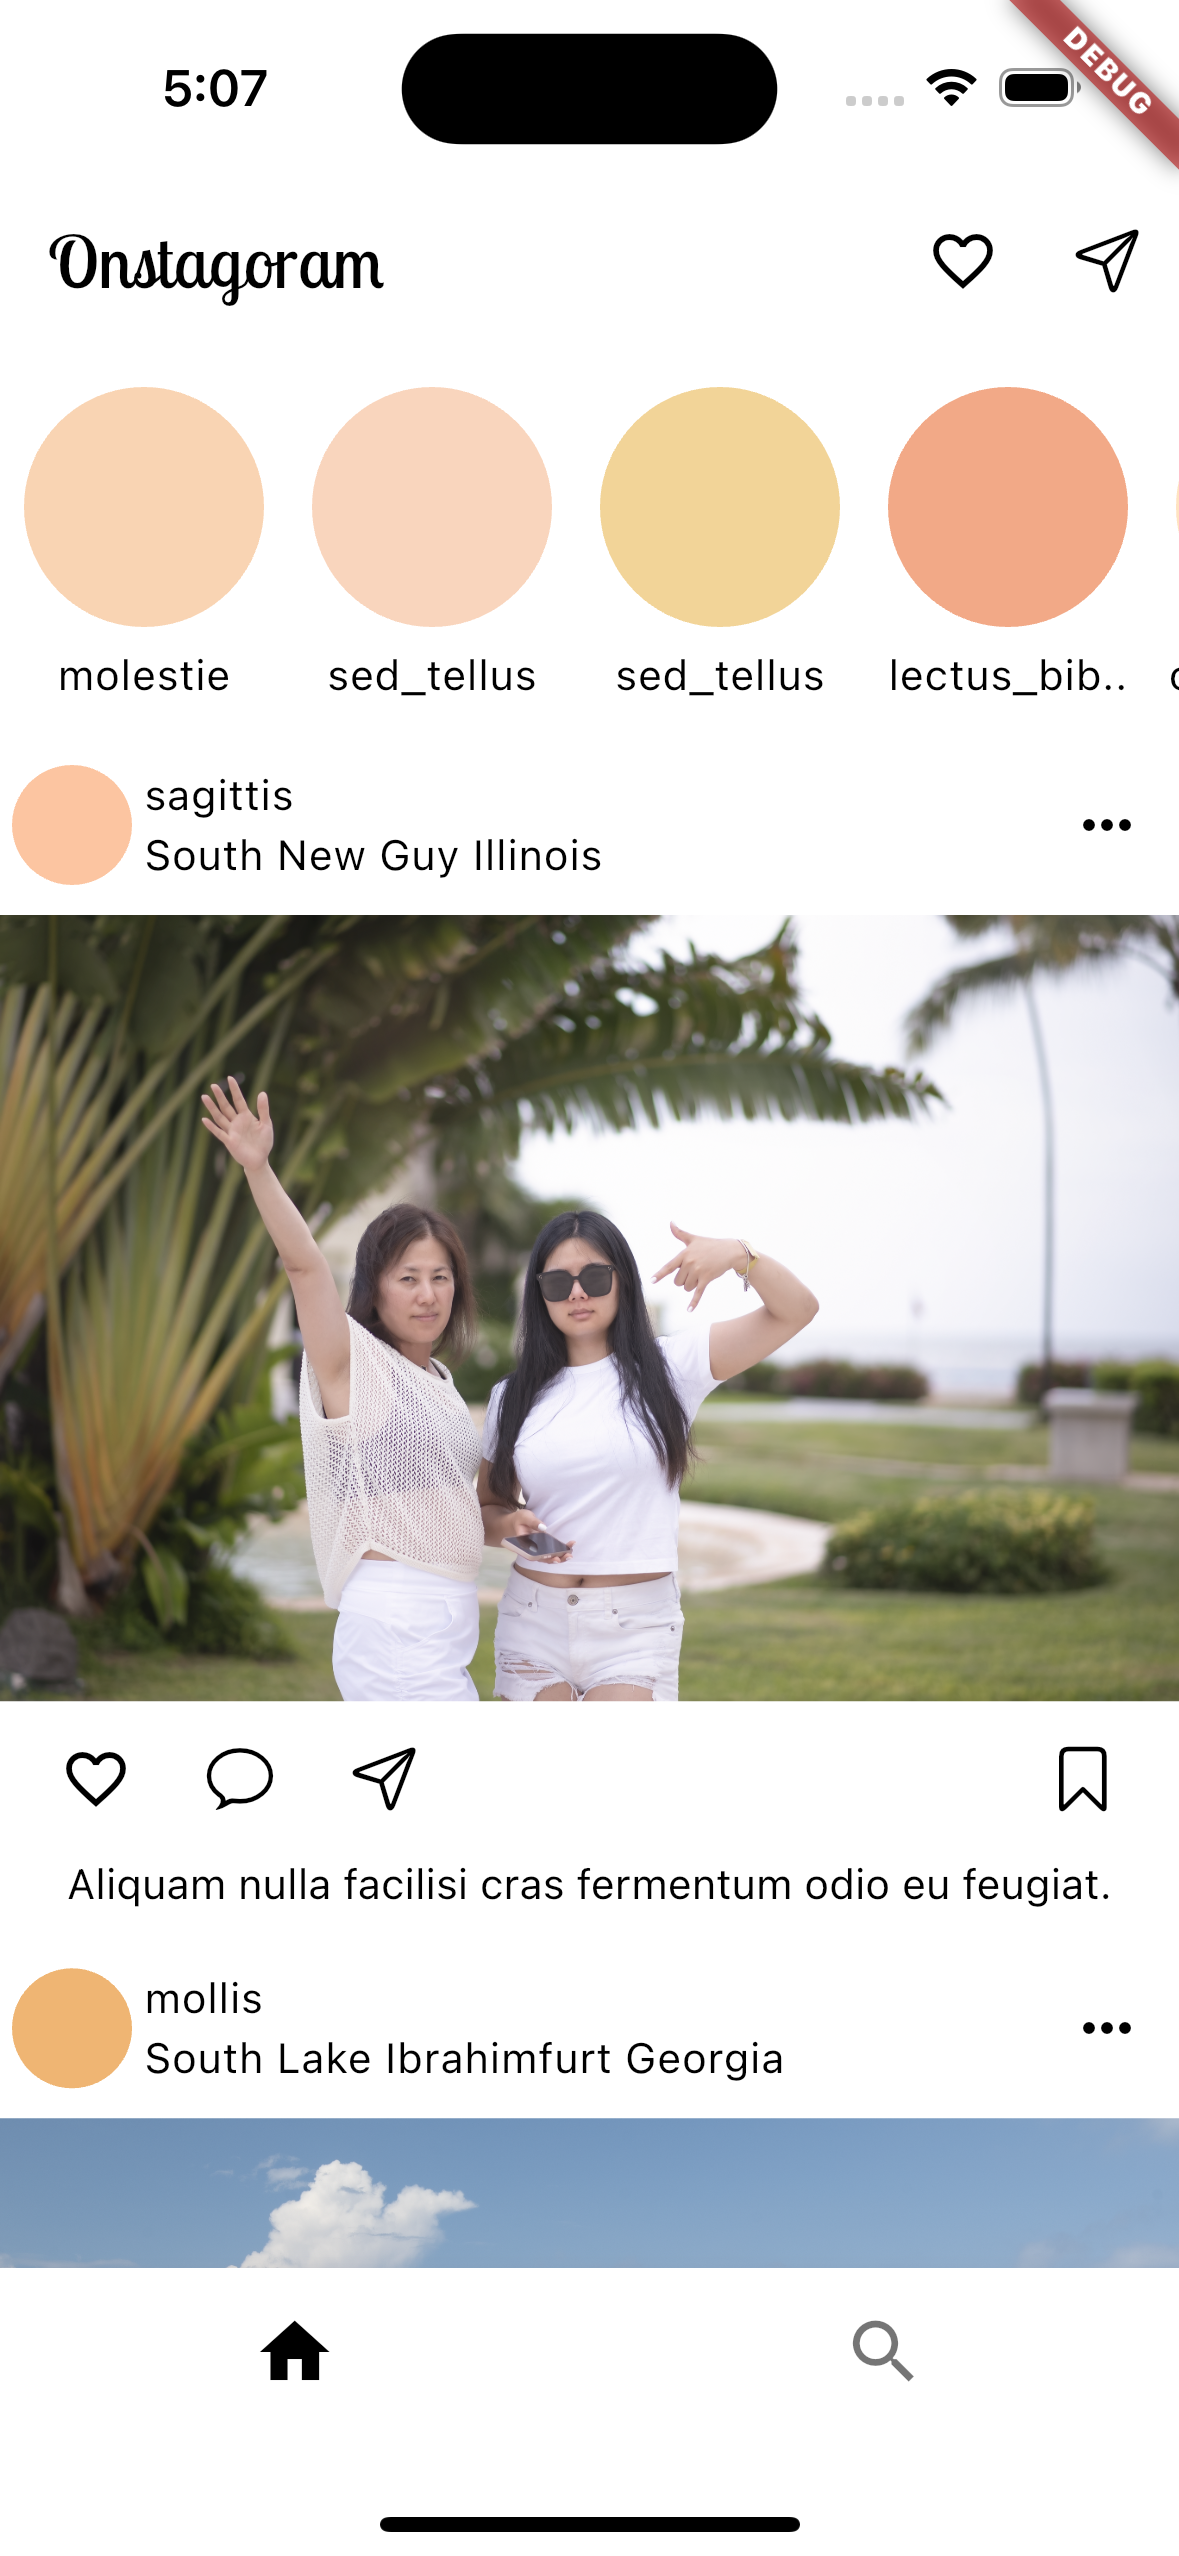 5:07
DEBUG
Onstagoram
molestie
sed_tellus
sed_tellus
lectus_bib..
sagittis
South New Guy Illinois
Aliquam nulla facilisi cras fermentum odio eu feugiat.
mollis
South Lake Ibrahimfurt Georgia